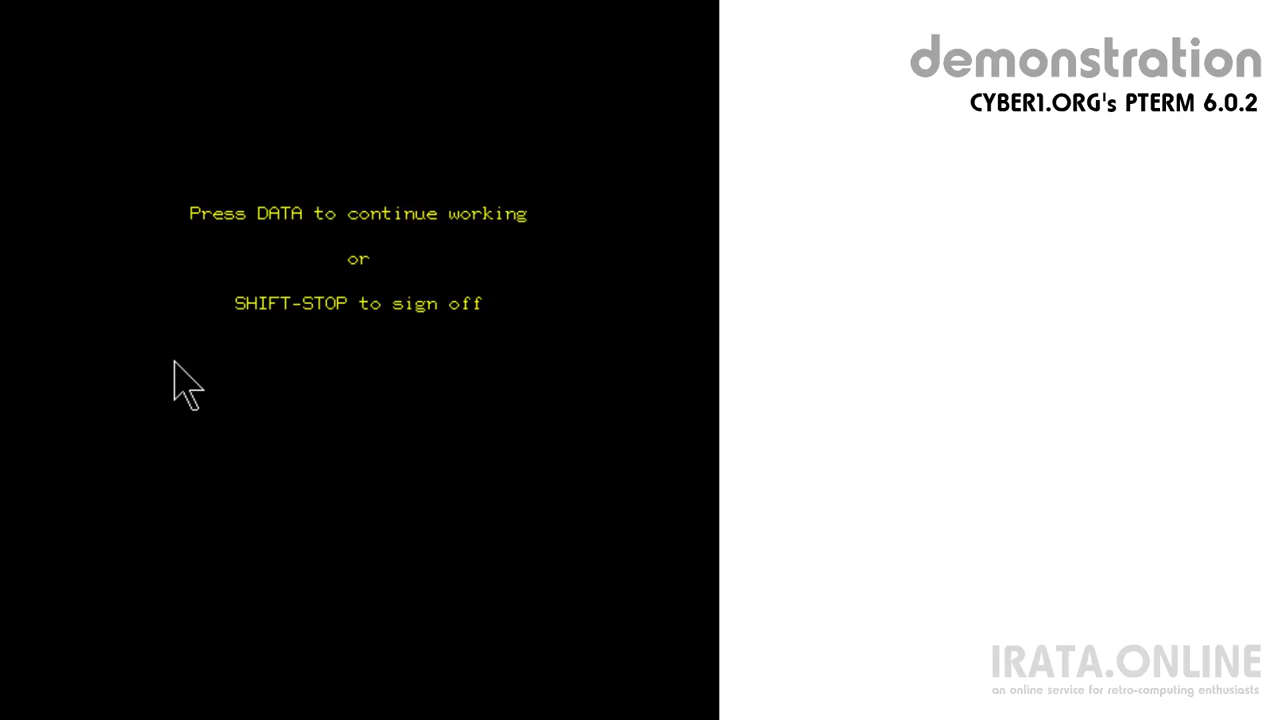 Press DATA to continue working
or
SHIFT-STOP to sign off
demonstration
CYBER1.ORG's PTERM 6.0.2
IRATA.ONLINE
an online service for retro-computing enthusiasts